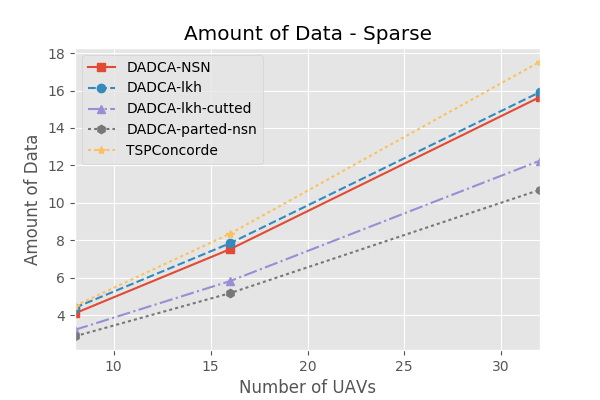 Amount of Data - Sparse
18
16
14
12
10
8
6
4
Amount of Data
DADCA-NSN
DADCA-lkh
DADCA-lkh-cutted
DADCA-parted-nsn
TSPConcorde
10
15
20
25
30
Number of UAVs